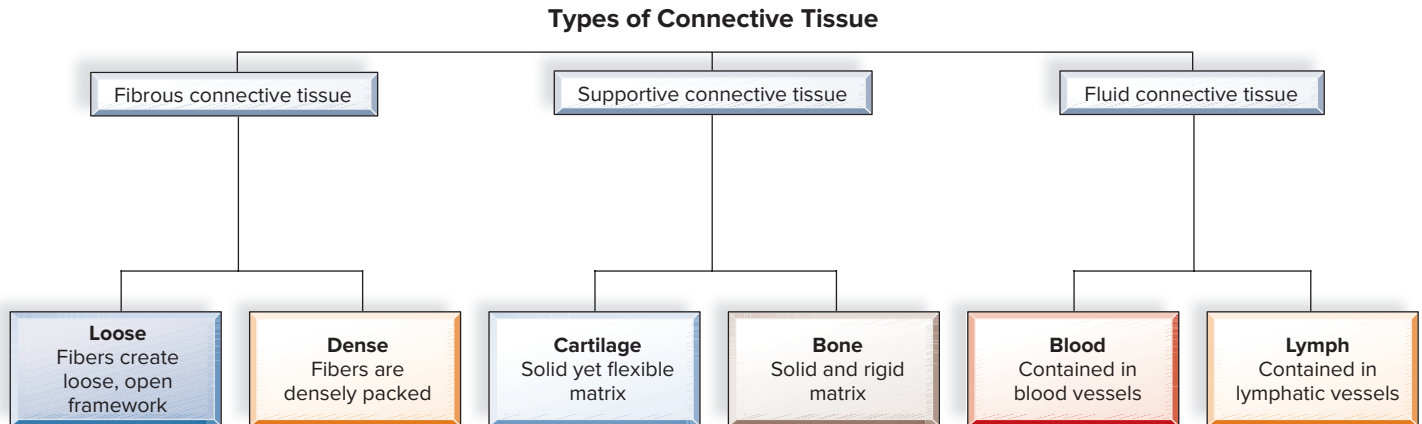 Types of Connective Tissue
Fibrous connective tissue
Supportive connective tissue
Fluid connective tissue
Loose
Fibers create
loose, open
framework
Dense
Fibers are
densely packed
Cartilage
Solid yet flexible
matrix
Bone
Solid and rigid
matrix
Blood
Contained in
blood vessels
Lymph
Contained in
lymphatic vessels